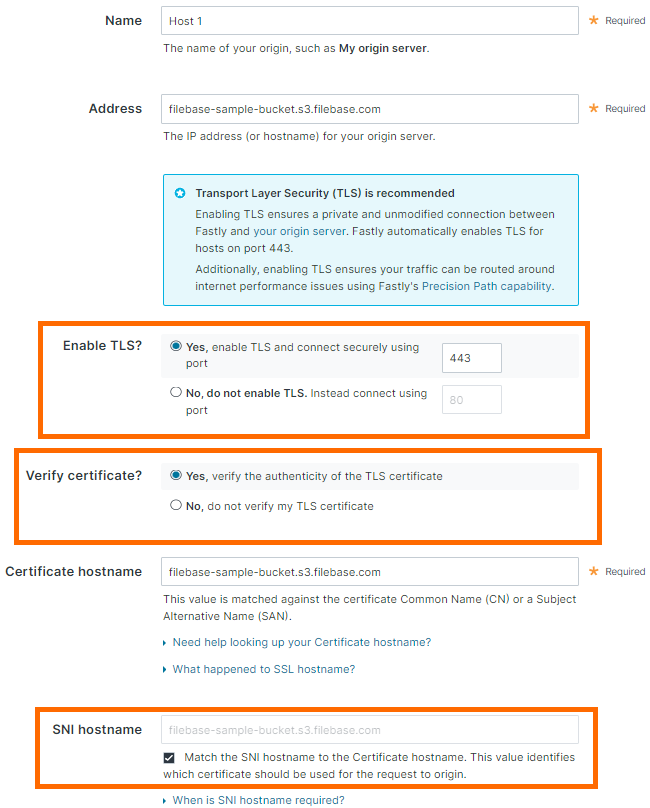 Name
Host 1
* Required
The name of your origin, such as My origin server.
Address
filebase-sample-bucket.s3.filebase.com
* Required
The IP address (or hostname) for your origin server.
Transport Layer Security (TLS) is recommended
Enabling TLS ensures a private and unmodified connection between
Fastly and your origin server. Fastly automatically enables TLS for
hosts on port 443.
Additionally, enabling TLS ensures your traffic can be routed around
internet performance issues using Fastly's Precision Path capability.
Enable TLS?
Yes, enable TLS and connect securely using
port
443
No, do not enable TLS. Instead connect using
port
80
Verify certificate?
Yes, verify the authenticity of the TLS certificate
No, do not verify my TLS certificate
Certificate hostname
filebase-sample-bucket.s3.filebase.com
* Required
This value is matched against the certificate Common Name (CN) or a Subject
Alternative Name (SAN).
Need help looking up your Certificate hostname?
What happened to SSL hostname?
SNI hostname
filebase-sample-bucket.s3.filebase.com
Match the SNI hostname to the Certificate hostname. This value identifies
which certificate should be used for the request to origin.
When is SNI hostname required?